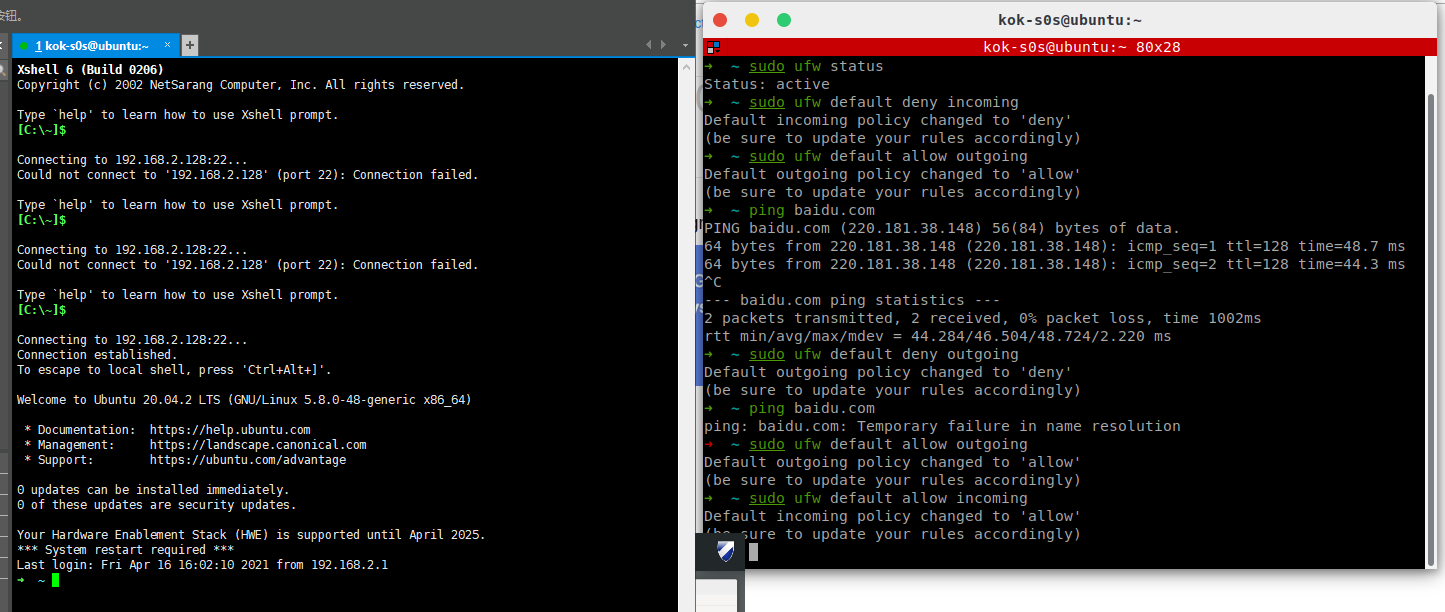 按钮。
1 kok-s0s@ubuntu:~ × +
Xshell 6 (Build 0206)
Copyright (c) 2002 NetSarang Computer, Inc. All rights reserved.
Type `help' to learn how to use Xshell prompt.
[C:\~]$
Connecting to 192.168.2.128:22...
Could not connect to '192.168.2.128' (port 22): Connection failed.
Type `help' to learn how to use Xshell prompt.
[C:\~]$
Connecting to 192.168.2.128:22...
Could not connect to '192.168.2.128' (port 22): Connection failed.
Type `help' to learn how to use Xshell prompt.
[C:\~]$
Connecting to 192.168.2.128:22...
Connection established.
To escape to local shell, press 'Ctrl+Alt+]'.
Welcome to Ubuntu 20.04.2 LTS (GNU/Linux 5.8.0-48-generic x86_64)
* Documentation:  https://help.ubuntu.com
* Management:     https://landscape.canonical.com
* Support:        https://ubuntu.com/advantage
0 updates can be installed immediately.
0 of these updates are security updates.
Your Hardware Enablement Stack (HWE) is supported until April 2025.
*** System restart required ***
Last login: Fri Apr 16 16:02:10 2021 from 192.168.2.1
➜  ~
kok-s0s@ubuntu:~
kok-s0s@ubuntu:~ 80x28
➜  ~ sudo ufw status
Status: active
➜  ~ sudo ufw default deny incoming
Default incoming policy changed to 'deny'
(be sure to update your rules accordingly)
➜  ~ sudo ufw default allow outgoing
Default outgoing policy changed to 'allow'
(be sure to update your rules accordingly)
➜  ~ ping baidu.com
PING baidu.com (220.181.38.148) 56(84) bytes of data.
64 bytes from 220.181.38.148 (220.181.38.148): icmp_seq=1 ttl=128 time=48.7 ms
64 bytes from 220.181.38.148 (220.181.38.148): icmp_seq=2 ttl=128 time=44.3 ms
^C
--- baidu.com ping statistics ---
2 packets transmitted, 2 received, 0% packet loss, time 1002ms
rtt min/avg/max/mdev = 44.284/46.504/48.724/2.220 ms
➜  ~ sudo ufw default deny outgoing
Default outgoing policy changed to 'deny'
(be sure to update your rules accordingly)
➜  ~ ping baidu.com
ping: baidu.com: Temporary failure in name resolution
➜  ~ sudo ufw default allow outgoing
Default outgoing policy changed to 'allow'
(be sure to update your rules accordingly)
➜  ~ sudo ufw default allow incoming
Default incoming policy changed to 'allow'
(be sure to update your rules accordingly)